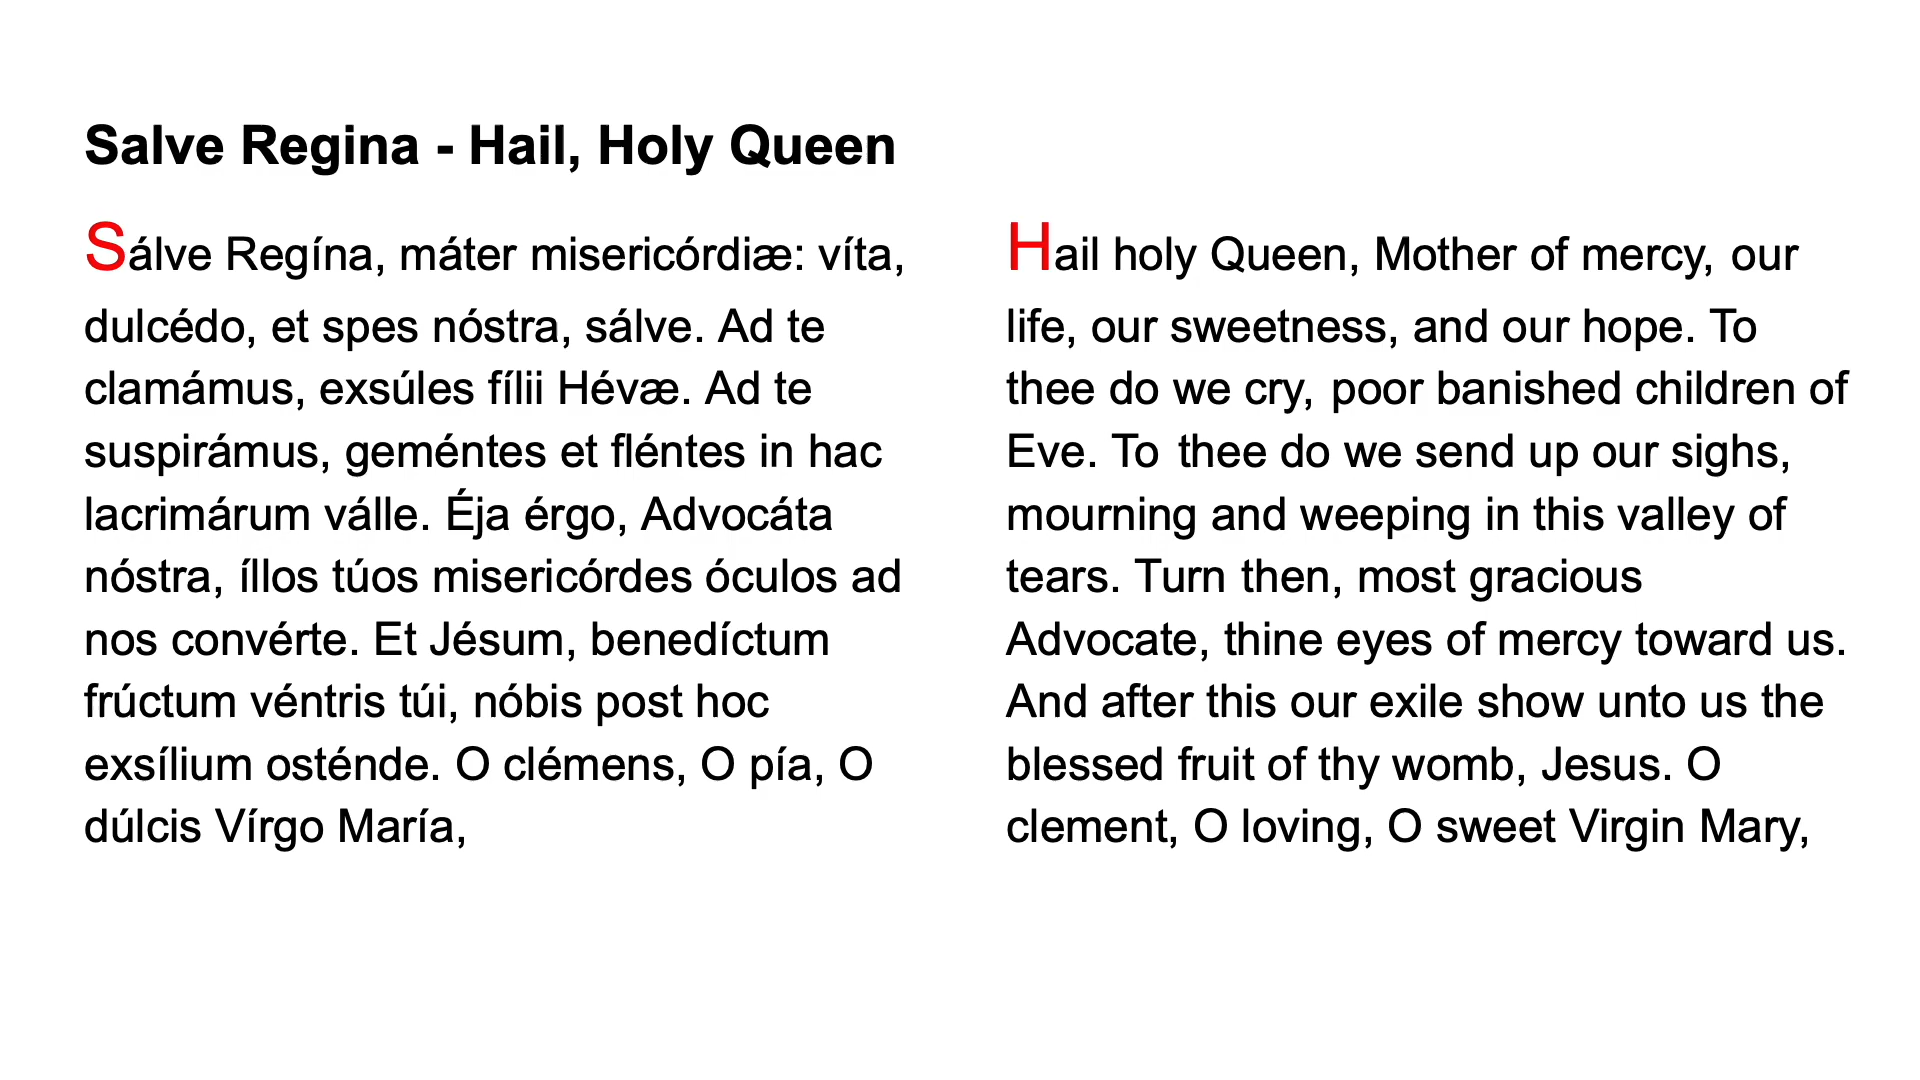 Salve Regina - Hail, Holy Queen
Sálve Regína, máter misericórdiæ: víta,
dulcédo, et spes nóstra, sálve. Ad te
clamámus, exsúles fílii Hévæ. Ad te
suspirámus, geméntes et fléntes in hac
lacrimárum válle. Éja érgo, Advocáta
nóstra, íllos túos misericórdes óculos ad
nos convérte. Et Jésum, benedíctum
frúctum véntris túi, nóbis post hoc
exsílium osténde. O clémens, O pía, O
dúlcis Vírgo María,
Hail holy Queen, Mother of mercy, our
life, our sweetness, and our hope. To
thee do we cry, poor banished children of
Eve. To thee do we send up our sighs,
mourning and weeping in this valley of
tears. Turn then, most gracious
Advocate, thine eyes of mercy toward us.
And after this our exile show unto us the
blessed fruit of thy womb, Jesus. O
clement, O loving, O sweet Virgin Mary,